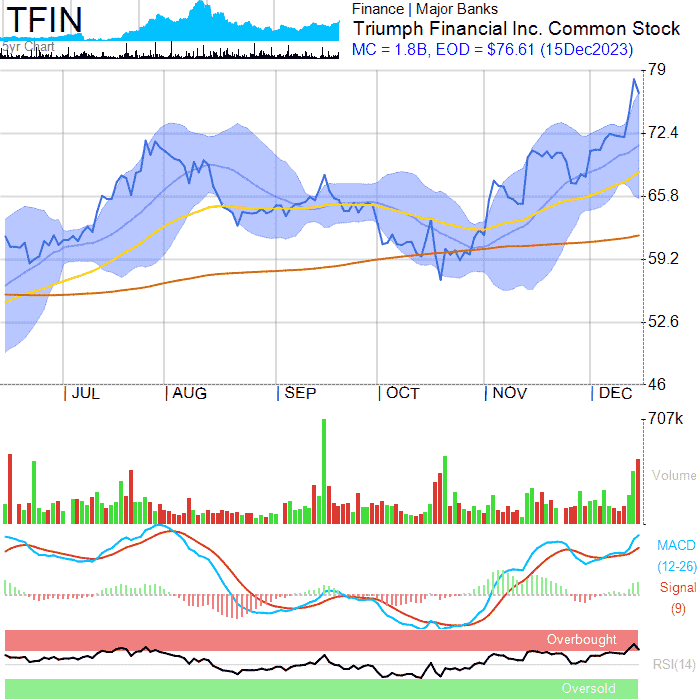 TFIN
5yr Chart
Finance | Major Banks
Triumph Financial Inc. Common Stock
MC = 1.8B, EOD = $76.61 (15Dec2023)
79
72.4
65.8
59.2
52.6
46
JUL AUG SEP OCT NOV DEC
707k
Volume
MACD
(12-26)
Signal
(9)
Overbought
RSI(14)
Oversold